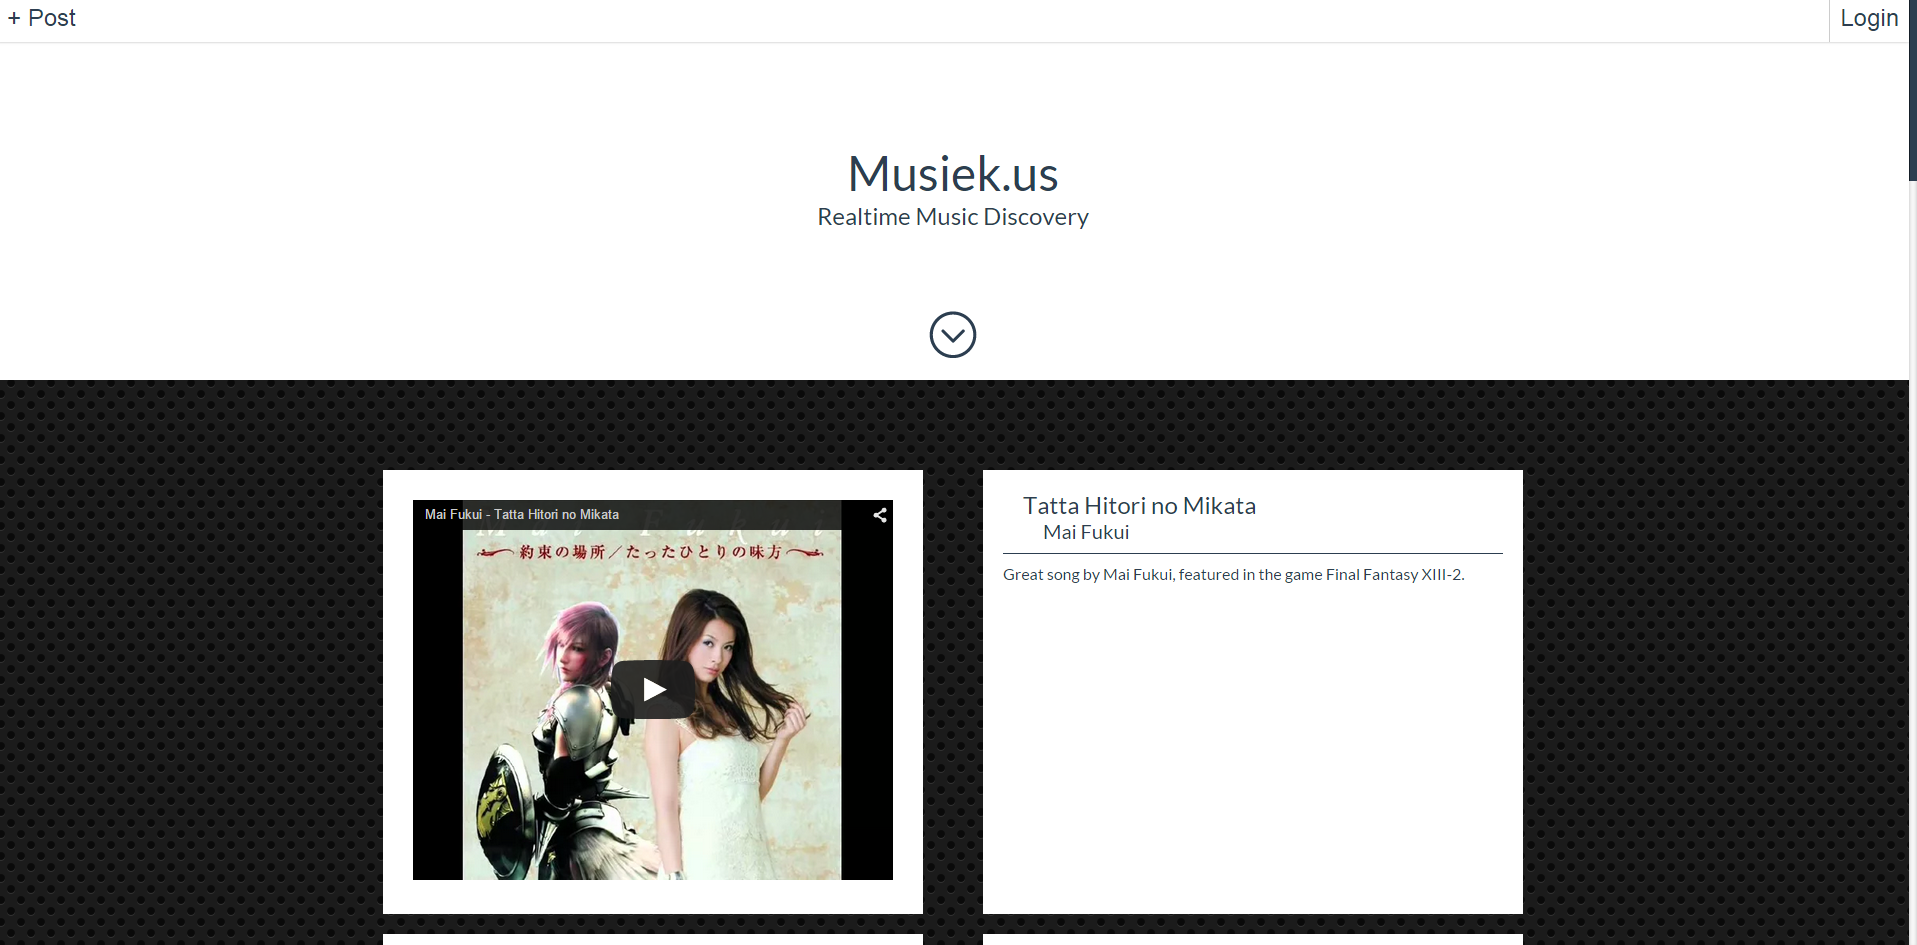 + Post
Login
Musiek.us
Realtime Music Discovery
Mai Fukui - Tatta Hitori no Mikata
Mai Fukui
約束の場所／たったひとりの味方
Tatta Hitori no Mikata
Mai Fukui
Great song by Mai Fukui, featured in the game Final Fantasy XIII-2.